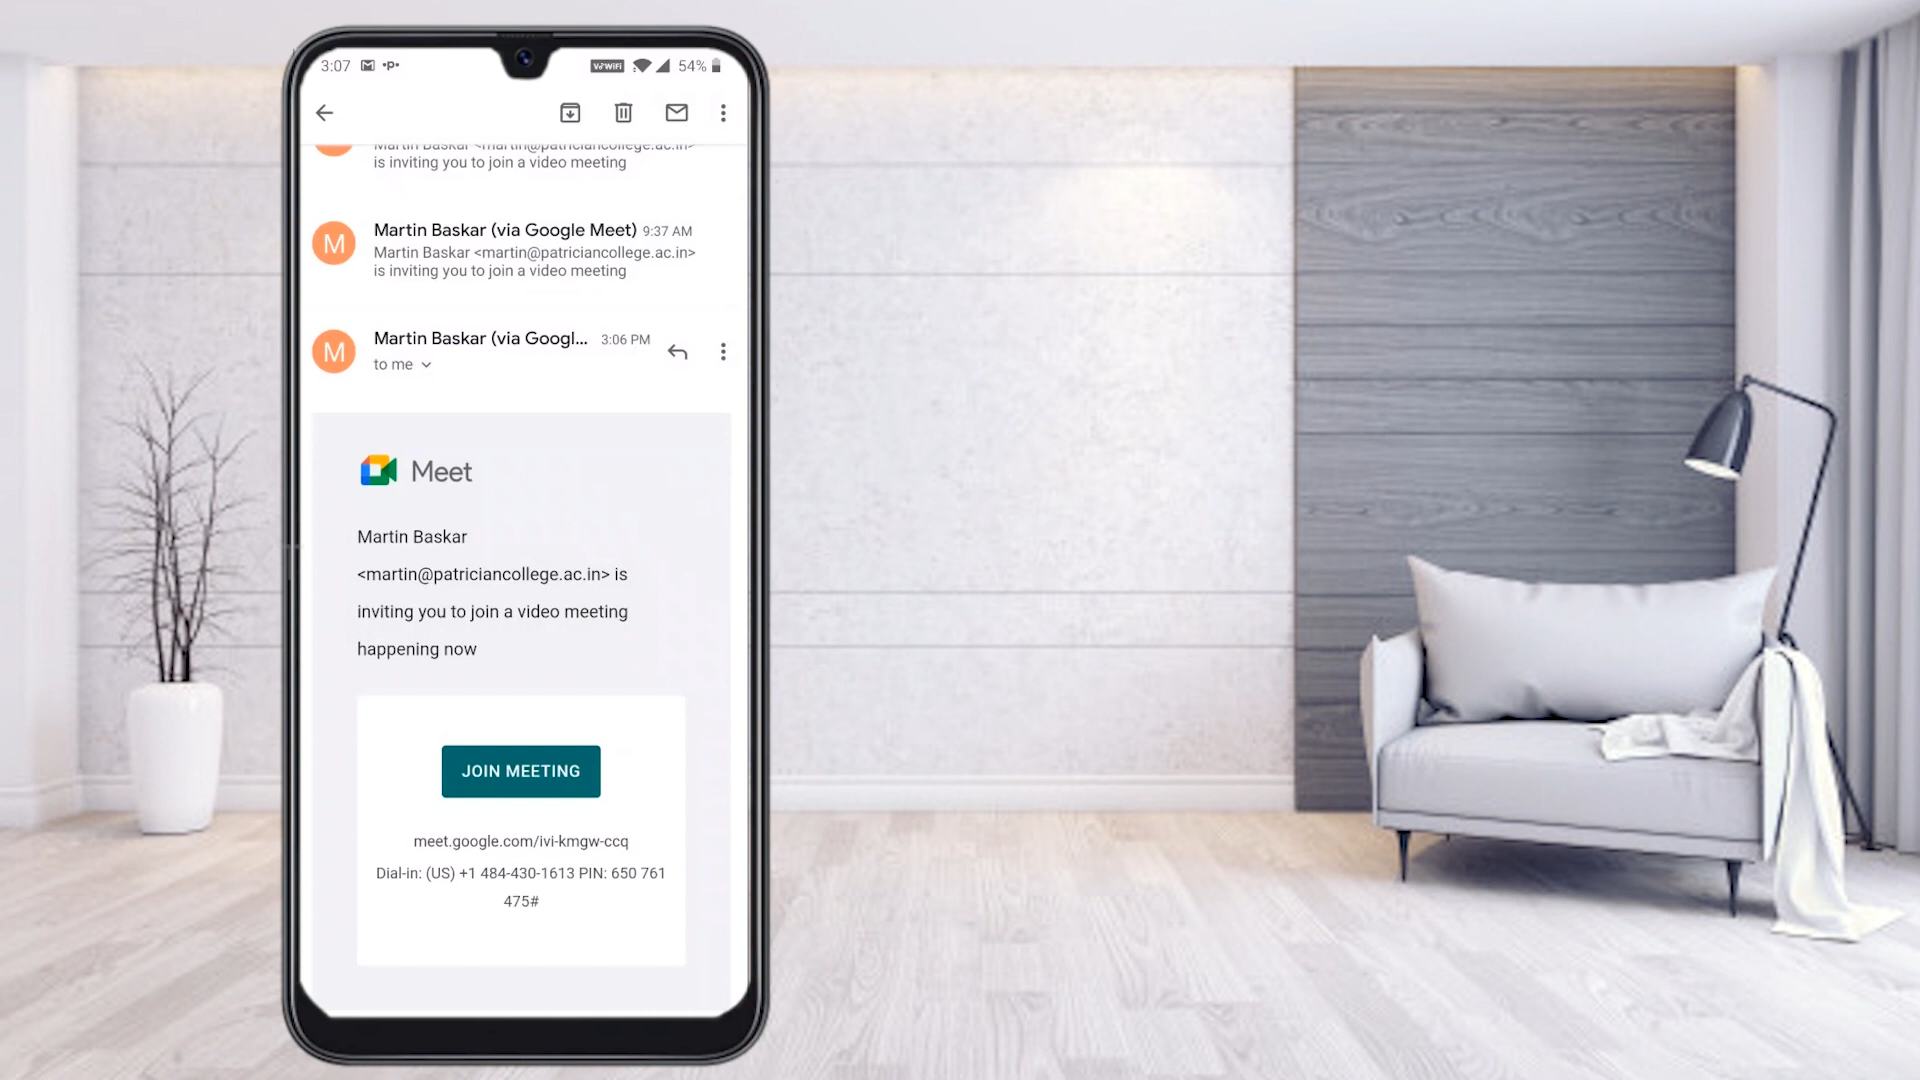 3:07 54%
Martin Baskar <martin@patriciancollege.ac.in>
is inviting you to join a video meeting
M Martin Baskar (via Google Meet) 9:37 AM
Martin Baskar <martin@patriciancollege.ac.in>
is inviting you to join a video meeting
M Martin Baskar (via Googl... 3:06 PM
to me
Meet
Martin Baskar
<martin@patriciancollege.ac.in> is
inviting you to join a video meeting
happening now
JOIN MEETING
meet.google.com/ivi-kmgw-ccq
Dial-in: (US) +1 484-430-1613 PIN: 650 761
475#